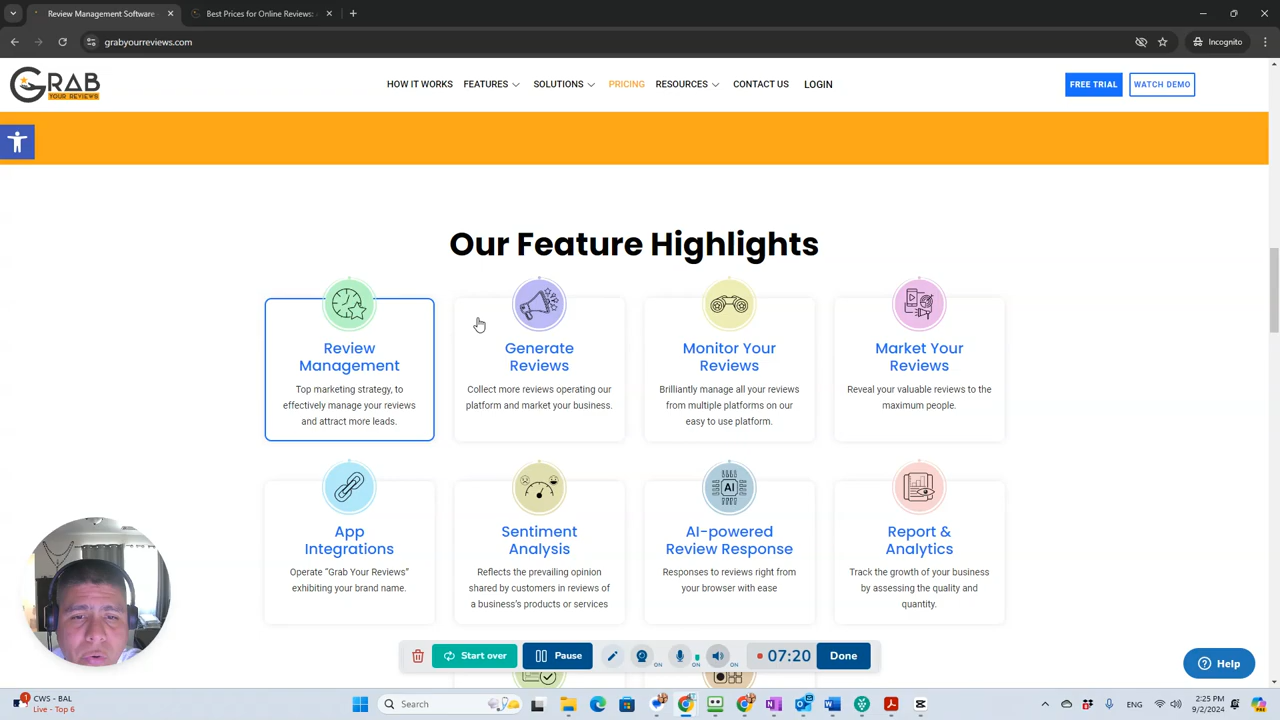 Review Management Software
Best Prices for Online Reviews:
grabyourreviews.com
Incognito
GRAB
YOUR REVIEWS
HOW IT WORKS
FEATURES
SOLUTIONS
PRICING
RESOURCES
CONTACT US
LOGIN
FREE TRIAL
WATCH DEMO
Our Feature Highlights
Review
Management
Top marketing strategy, to
effectively manage your reviews
and attract more leads.
Generate
Reviews
Collect more reviews operating our
platform and market your business.
Monitor Your
Reviews
Brilliantly manage all your reviews
from multiple platforms on our
easy to use platform.
Market Your
Reviews
Reveal your valuable reviews to the
maximum people.
App
Integrations
Operate “Grab Your Reviews”
exhibiting your brand name.
Sentiment
Analysis
Reflects the prevailing opinion
shared by customers in reviews of
a business's products or services
AI
AI-powered
Review Response
Responses to reviews right from
your browser with ease
Report &
Analytics
Track the growth of your business
by assessing the quality and
quantity.
Start over
Pause
ON
ON
ON
07:20
Done
Help
1
CWS - BAL
Live - Top 6
Search
2:25 PM
9/2/2024